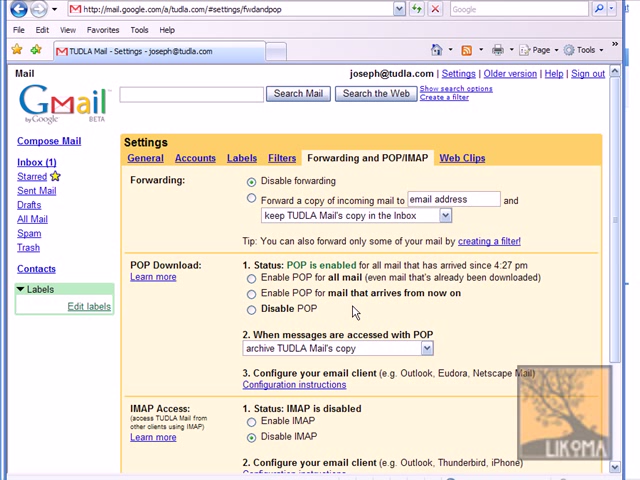 http://mail.google.com/a/tudla.com/#settings/fwdandpop
Google
File Edit View Favorites Tools Help
TUDLA Mail - Settings - joseph@tudla.com
Page Tools
Mail
joseph@tudla.com | Settings | Older version | Help | Sign out
Gmail
by Google
BETA
Search Mail
Search the Web
Show search options
Create a filter
Compose Mail
Inbox (1)
Starred
Sent Mail
Drafts
All Mail
Spam
Trash
Contacts
Labels
Edit labels
Settings
General Accounts Labels Filters Forwarding and POP/IMAP Web Clips
Forwarding:
Disable forwarding
Forward a copy of incoming mail to email address and
keep TUDLA Mail's copy in the Inbox
Tip: You can also forward only some of your mail by creating a filter!
POP Download:
Learn more
1. Status: POP is enabled for all mail that has arrived since 4:27 pm
Enable POP for all mail (even mail that's already been downloaded)
Enable POP for mail that arrives from now on
Disable POP
2. When messages are accessed with POP
archive TUDLA Mail's copy
3. Configure your email client (e.g. Outlook, Eudora, Netscape Mail)
Configuration instructions
IMAP Access:
(access TUDLA Mail from
other clients using IMAP)
Learn more
1. Status: IMAP is disabled
Enable IMAP
Disable IMAP
2. Configure your email client (e.g. Outlook, Thunderbird, iPhone)
Configuration instructions
LIKOMA